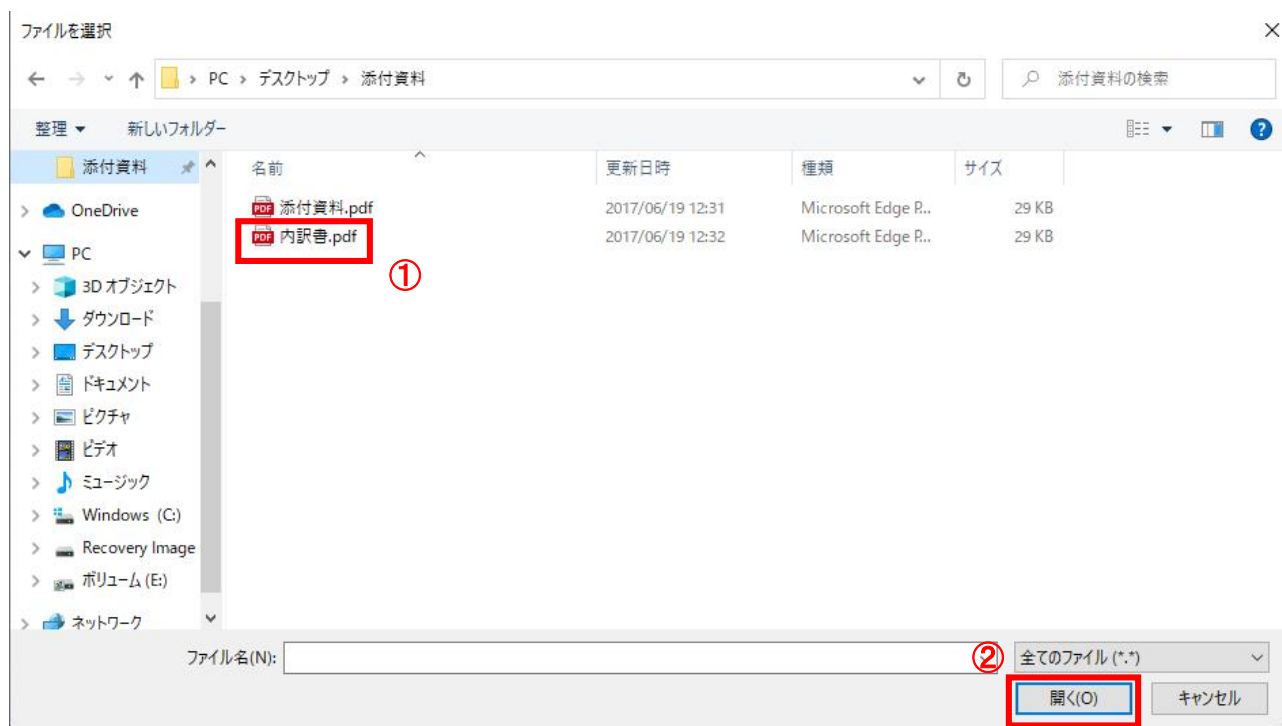 ファイルを選択
PC > デスクトップ > 添付資料
添付資料の検索
整理
新しいフォルダー
添付資料
名前
更新日時
種類
サイズ
OneDrive
添付資料.pdf
2017/06/19 12:31
Microsoft Edge P...
29 KB
内訳書.pdf
2017/06/19 12:32
Microsoft Edge P...
29 KB
①
PC
3D オブジェクト
ダウンロード
デスクトップ
ドキュメント
ピクチャ
ビデオ
ミュージック
Windows (C:)
Recovery Image
ボリューム (E:)
ネットワーク
ファイル名(N):
②
全てのファイル (*.*)
開く(O)
キャンセル